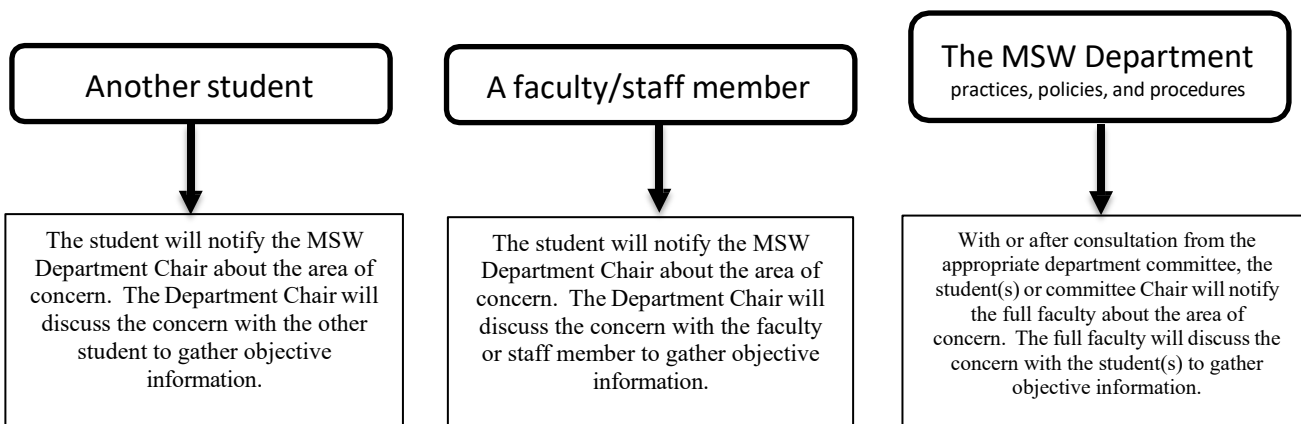 Another student
The student will notify the MSW
Department Chair about the area of
concern.  The Department Chair will
discuss the concern with the other
student to gather objective
information.
A faculty/staff member
The student will notify the MSW
Department Chair about the area of
concern.  The Department Chair will
discuss the concern with the faculty
or staff member to gather objective
information.
The MSW Department
practices, policies, and procedures
With or after consultation from the
appropriate department committee, the
student(s) or committee Chair will notify
the full faculty about the area of
concern.  The full faculty will discuss the
concern with the student(s) to gather
objective information.